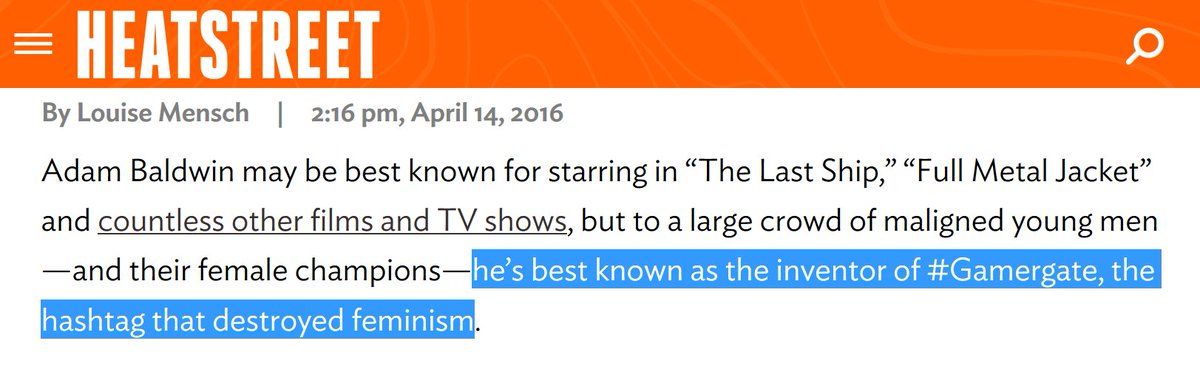 HEATSTREET
By Louise Mensch | 2:16 pm, April 14, 2016
Adam Baldwin may be best known for starring in “The Last Ship,” “Full Metal Jacket”
and countless other films and TV shows, but to a large crowd of maligned young men
—and their female champions—he’s best known as the inventor of #Gamergate, the
hashtag that destroyed feminism.